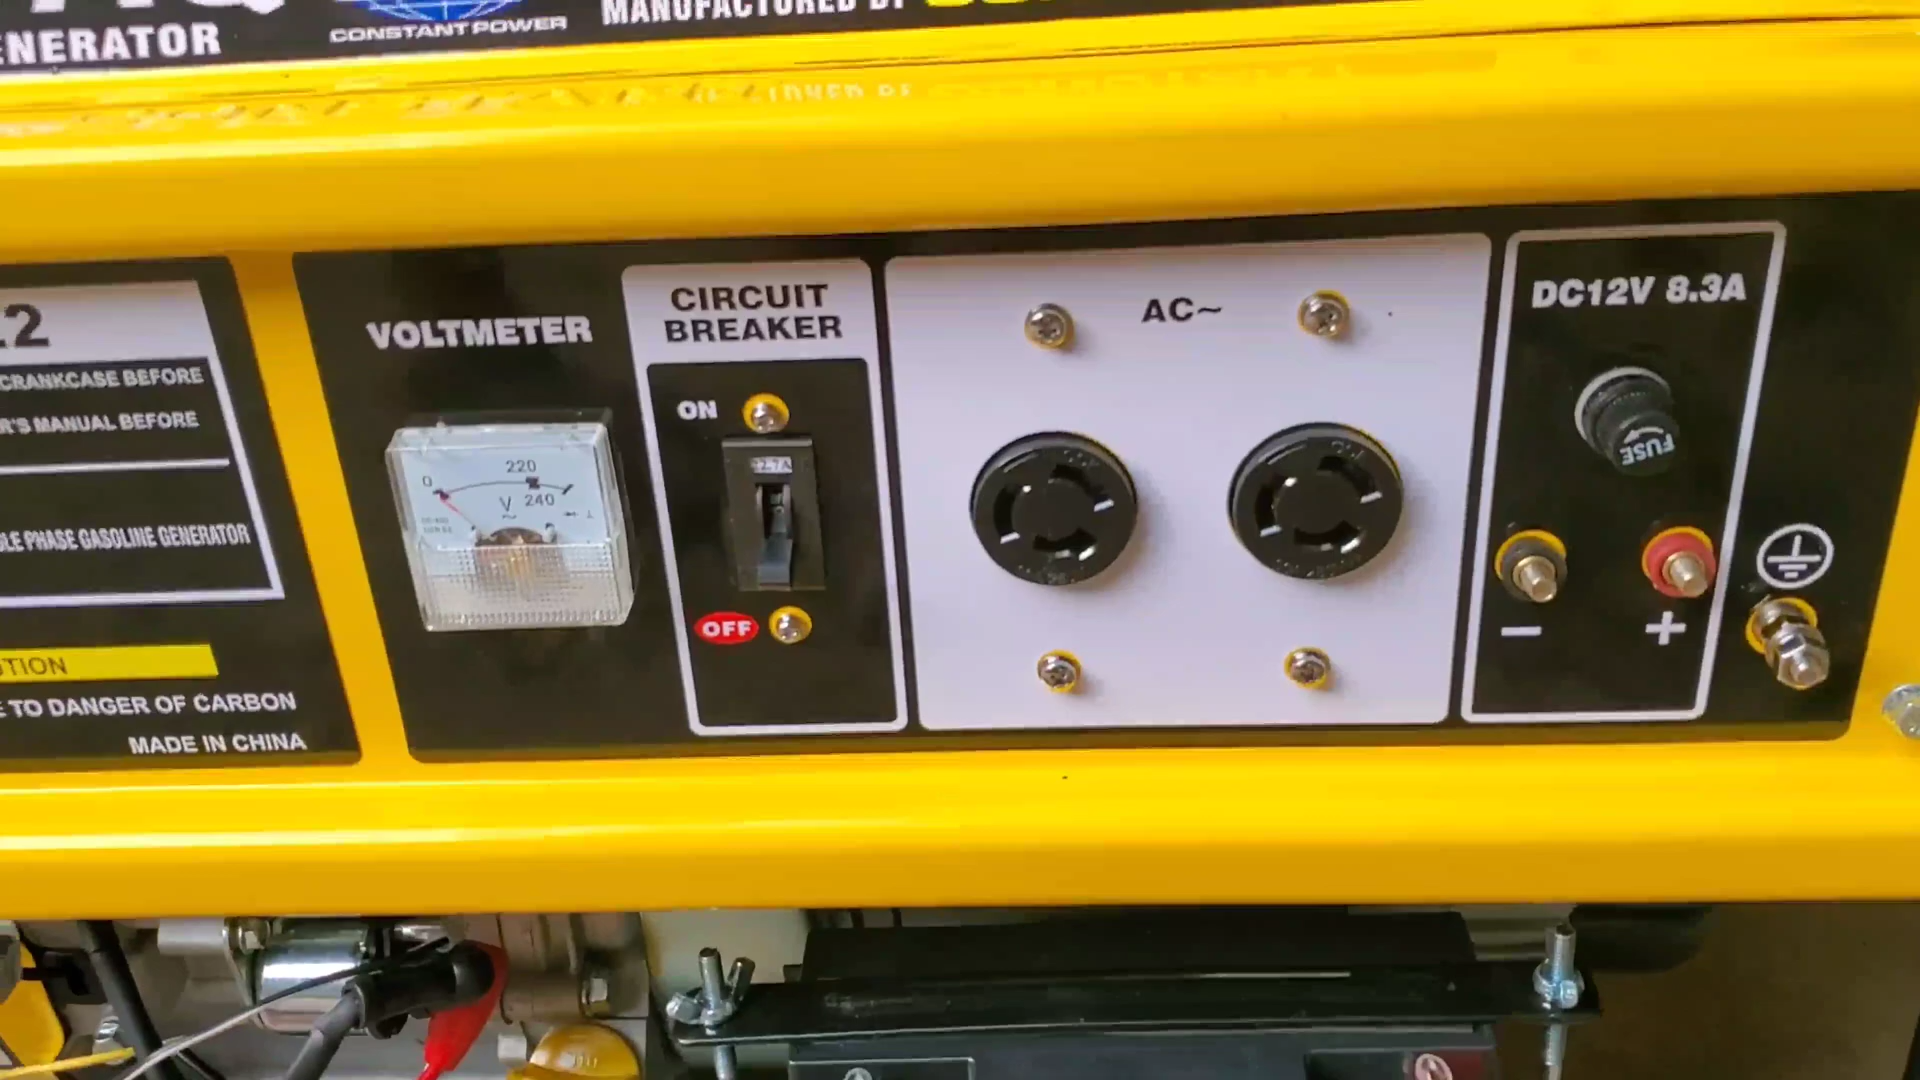 ENERATOR
CONSTANT POWER
MANUFACTURED
.2
CRANKCASE BEFORE
R'S MANUAL BEFORE
LE PHASE GASOLINE GENERATOR
TION
E TO DANGER OF CARBON
MADE IN CHINA
VOLTMETER
0
220
240
V
~
CIRCUIT
BREAKER
ON
OFF
AC~
DC12V 8.3A
FUSE
−
+